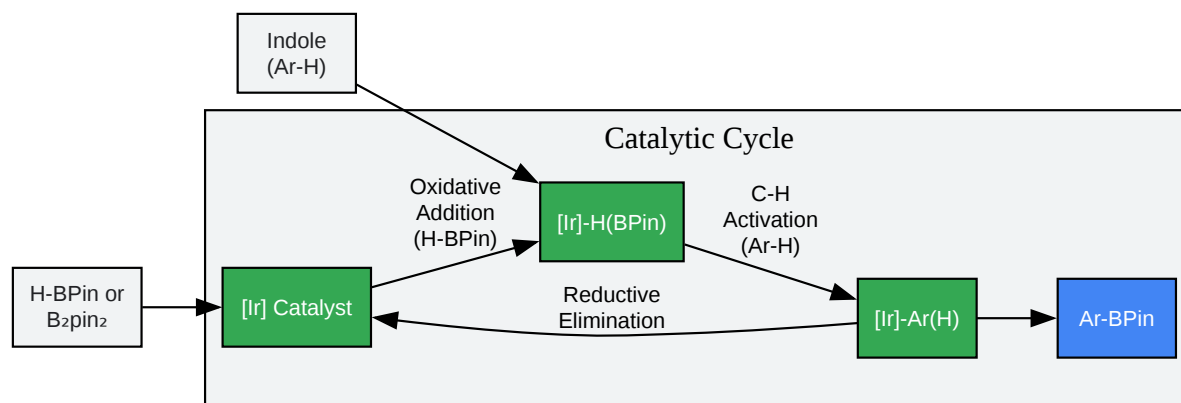 Indole
(Ar-H)
Catalytic Cycle
Oxidative
Addition
(H-BPin)
[Ir]-H(BPin)
C-H
Activation
(Ar-H)
H-BPin or
B₂pin₂
[Ir] Catalyst
Reductive
Elimination
[Ir]-Ar(H)
Ar-BPin